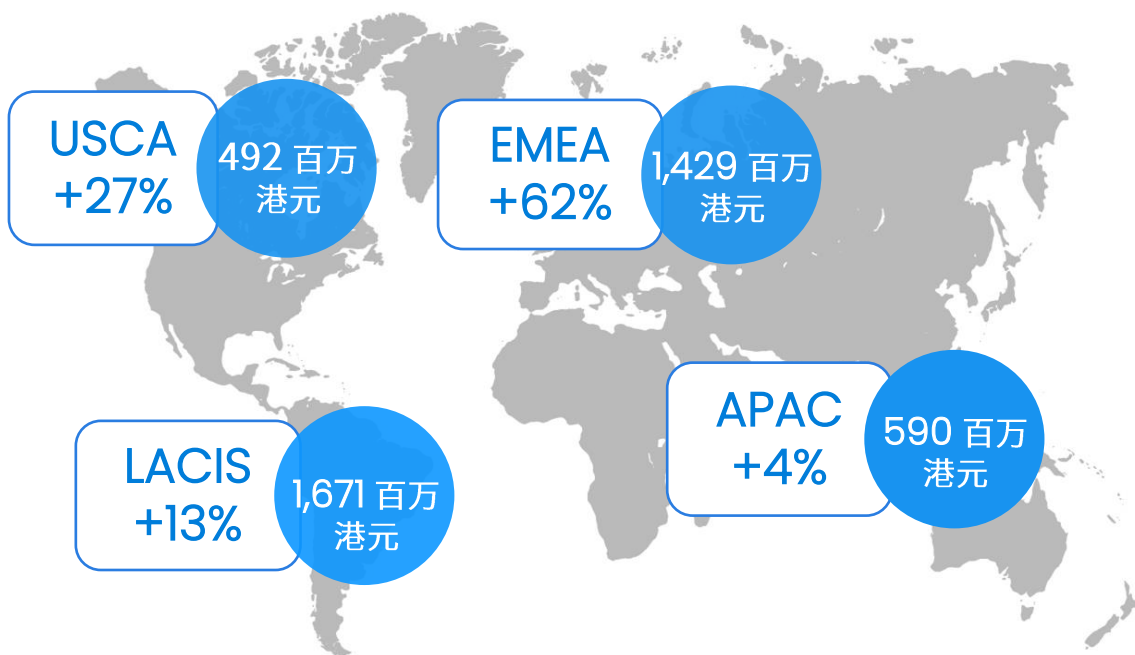 USCA
+27%
492 百万
港元
EMEA
+62%
1,429 百万
港元
APAC
+4%
590 百万
港元
LACIS
+13%
1,671 百万
港元